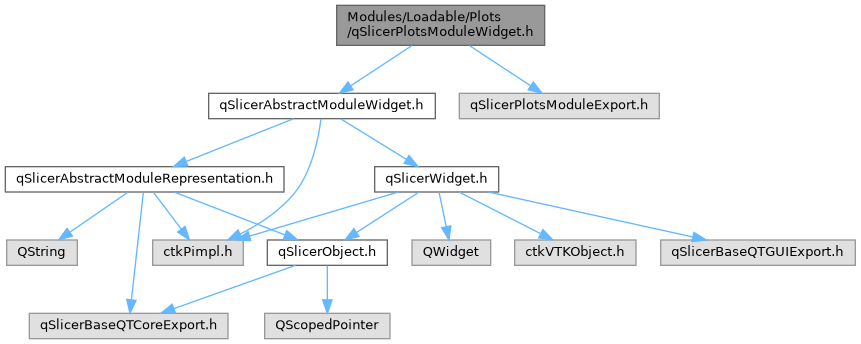 Modules/Loadable/Plots
/qSlicerPlotsModuleWidget.h
qSlicerAbstractModuleWidget.h
qSlicerPlotsModuleExport.h
qSlicerAbstractModuleRepresentation.h
qSlicerWidget.h
QString
ctkPimpl.h
qSlicerObject.h
QWidget
ctkVTKObject.h
qSlicerBaseQTGUIExport.h
qSlicerBaseQTCoreExport.h
QScopedPointer